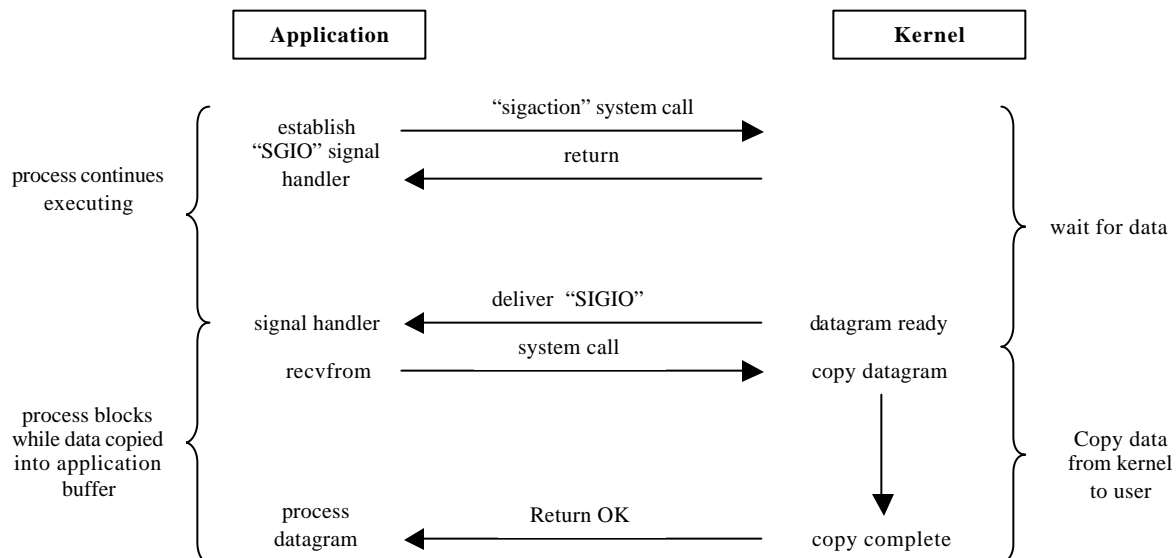 Application
Kernel
“sigaction” system call
establish
“SGIO” signal
handler
return
process continues
executing
wait for data
deliver “SIGIO”
signal handler
datagram ready
system call
recvfrom
copy datagram
process blocks
while data copied
into application
buffer
Copy data
from kernel
to user
process
datagram
Return OK
copy complete